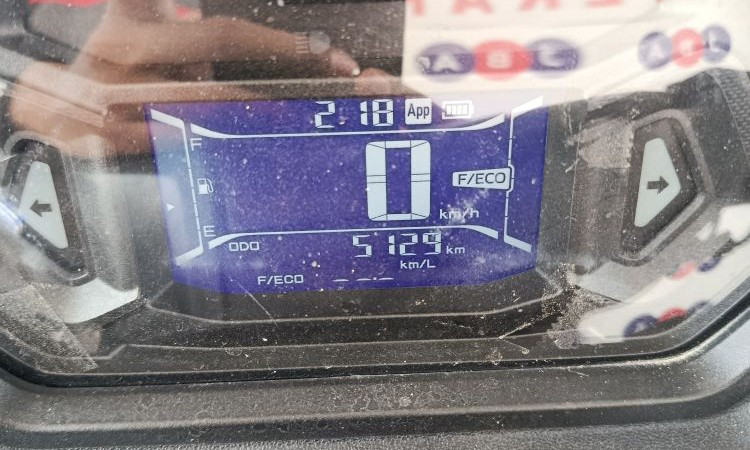 2 18 App
F
0 F/ECO
km/h
E
ODO 5129 km
km/L
F/ECO -- -.-